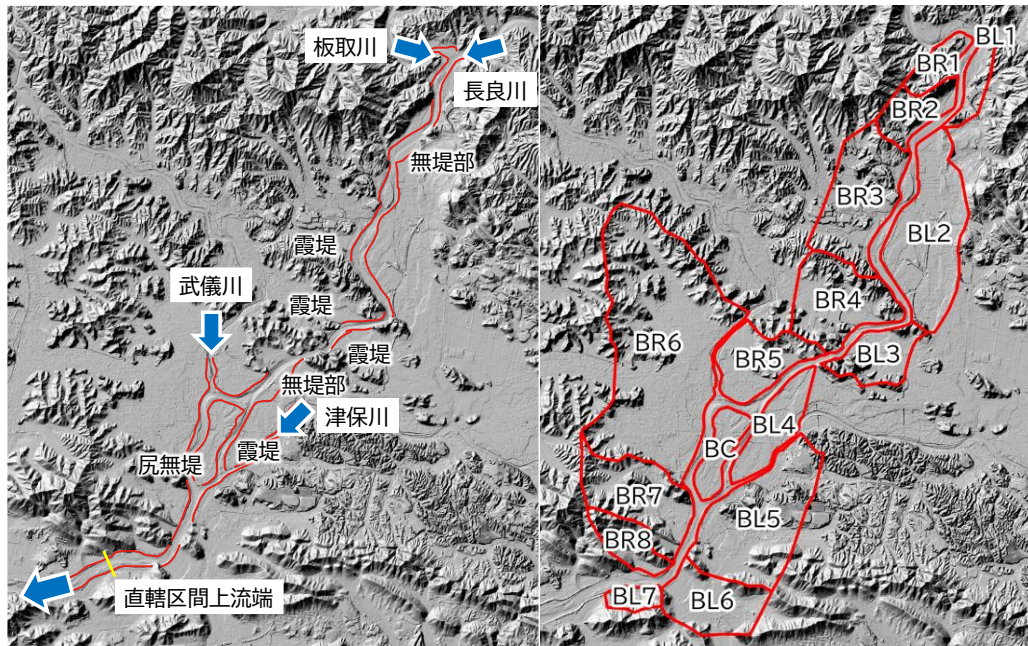 板取川
長良川
無堤部
霞堤
武儀川
霞堤
霞堤
無堤部
津保川
霞堤
尻無堤
直轄区間上流端
BL1
BR1
BR2
BR3
BL2
BR4
BR6
BR5
BL3
BL4
BC
BR7
BL5
BR8
BL7
BL6